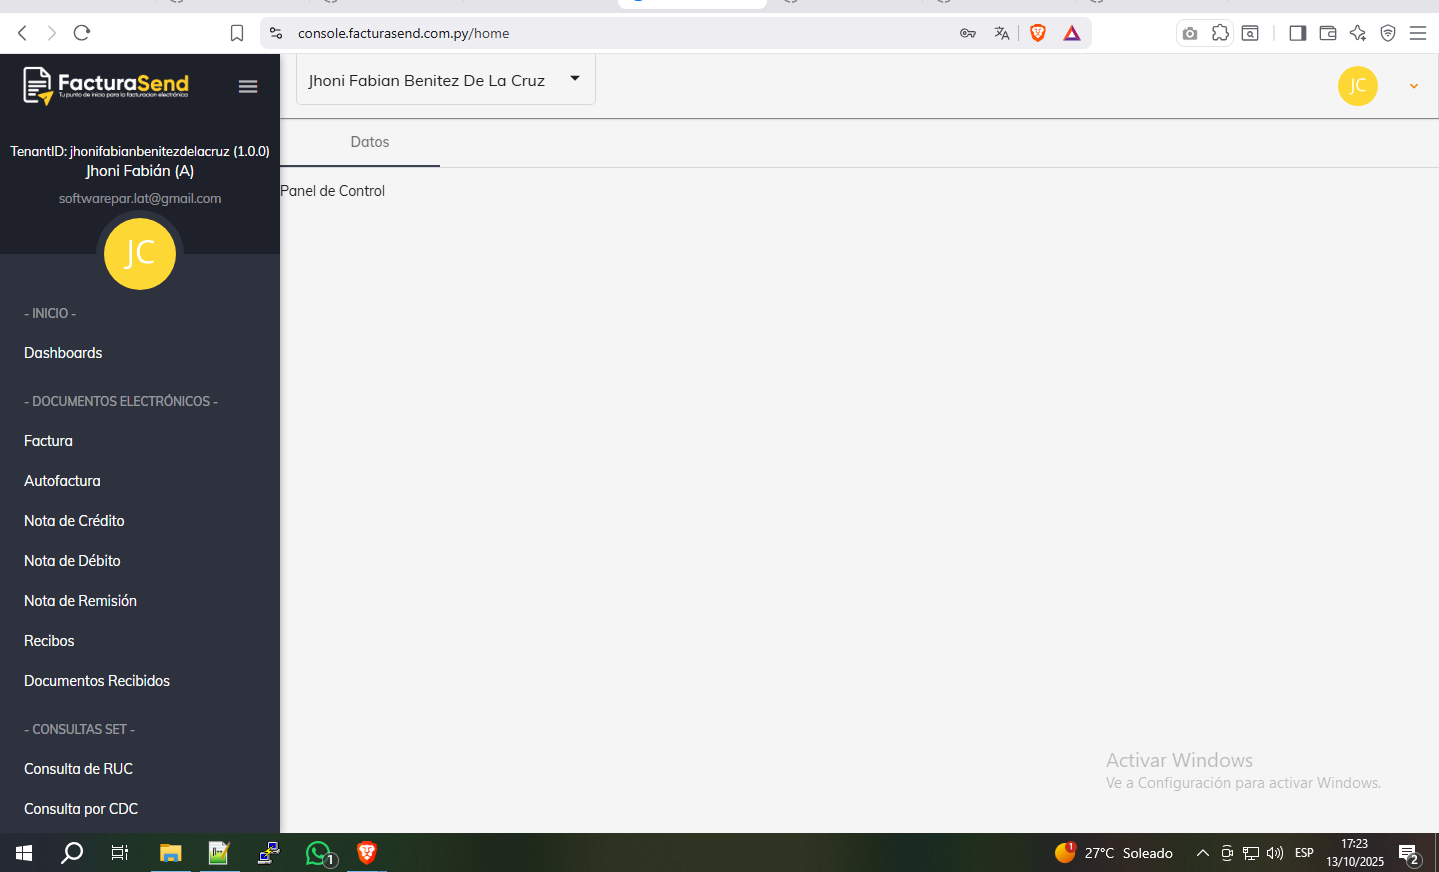 console.facturasend.com.py/home
FacturaSend
Tu punto de inicio para la facturacion electrónica
Jhoni Fabian Benitez De La Cruz
JC
TenantID: jhonifabianbenitezdelacruz (1.0.0)
Jhoni Fabián (A)
softwarepar.lat@gmail.com
JC
Datos
Panel de Control
- INICIO -
Dashboards
- DOCUMENTOS ELECTRÓNICOS -
Factura
Autofactura
Nota de Crédito
Nota de Débito
Nota de Remisión
Recibos
Documentos Recibidos
- CONSULTAS SET -
Consulta de RUC
Consulta por CDC
Activar Windows
Ve a Configuración para activar Windows.
1
1
27°C Soleado
ESP
17:23
13/10/2025
2